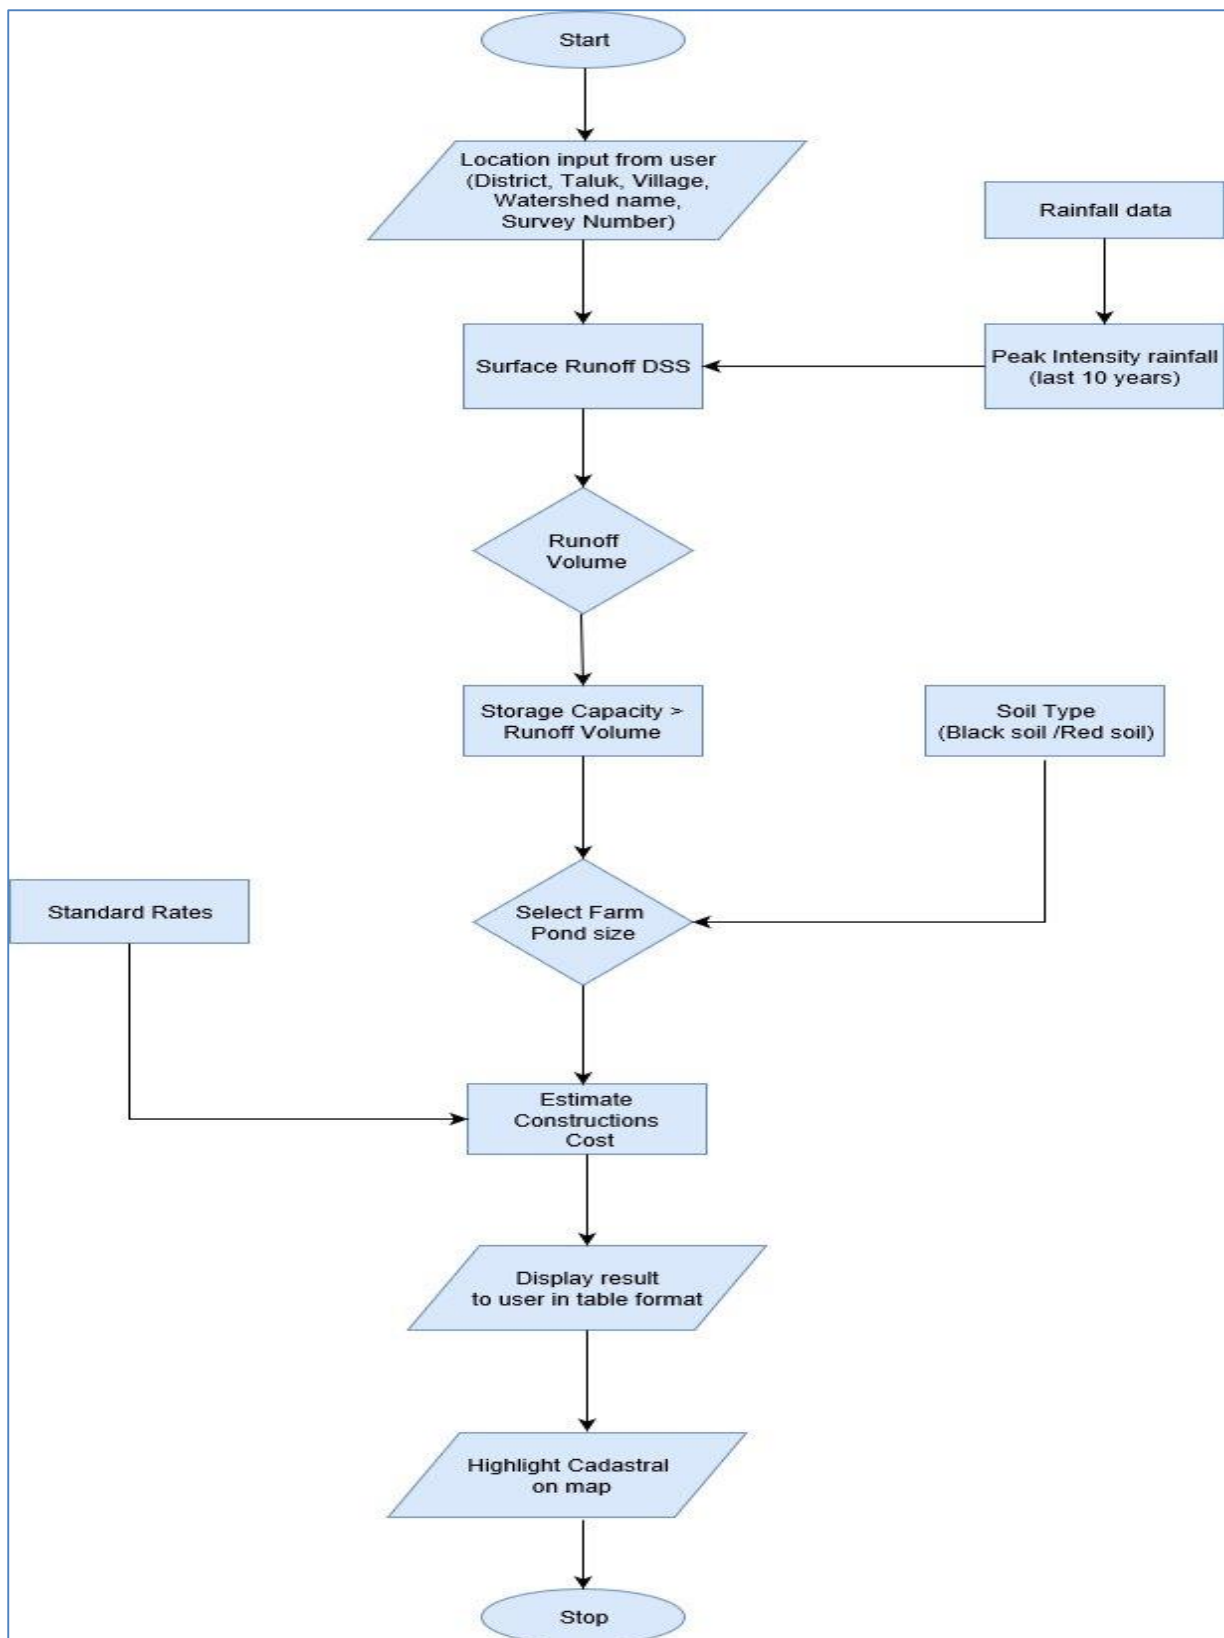 Start
Location input from user
(District, Taluk, Village,
Watershed name,
Survey Number)
Rainfall data
Surface Runoff DSS
Peak Intensity rainfall
(last 10 years)
Runoff
Volume
Storage Capacity >
Runoff Volume
Soil Type
(Black soil /Red soil)
Standard Rates
Select Farm
Pond size
Estimate
Constructions
Cost
Display result
to user in table format
Highlight Cadastral
on map
Stop